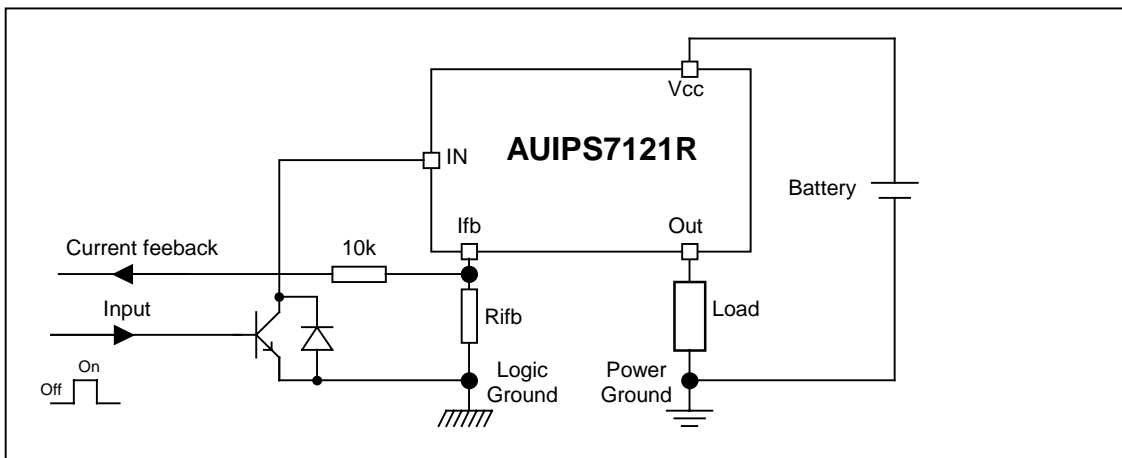 Vcc
AUIPS7121R
IN
Battery
Ifb
Out
Current feeback
10k
Input
Rifb
Load
On
Off
Logic
Ground
Power
Ground